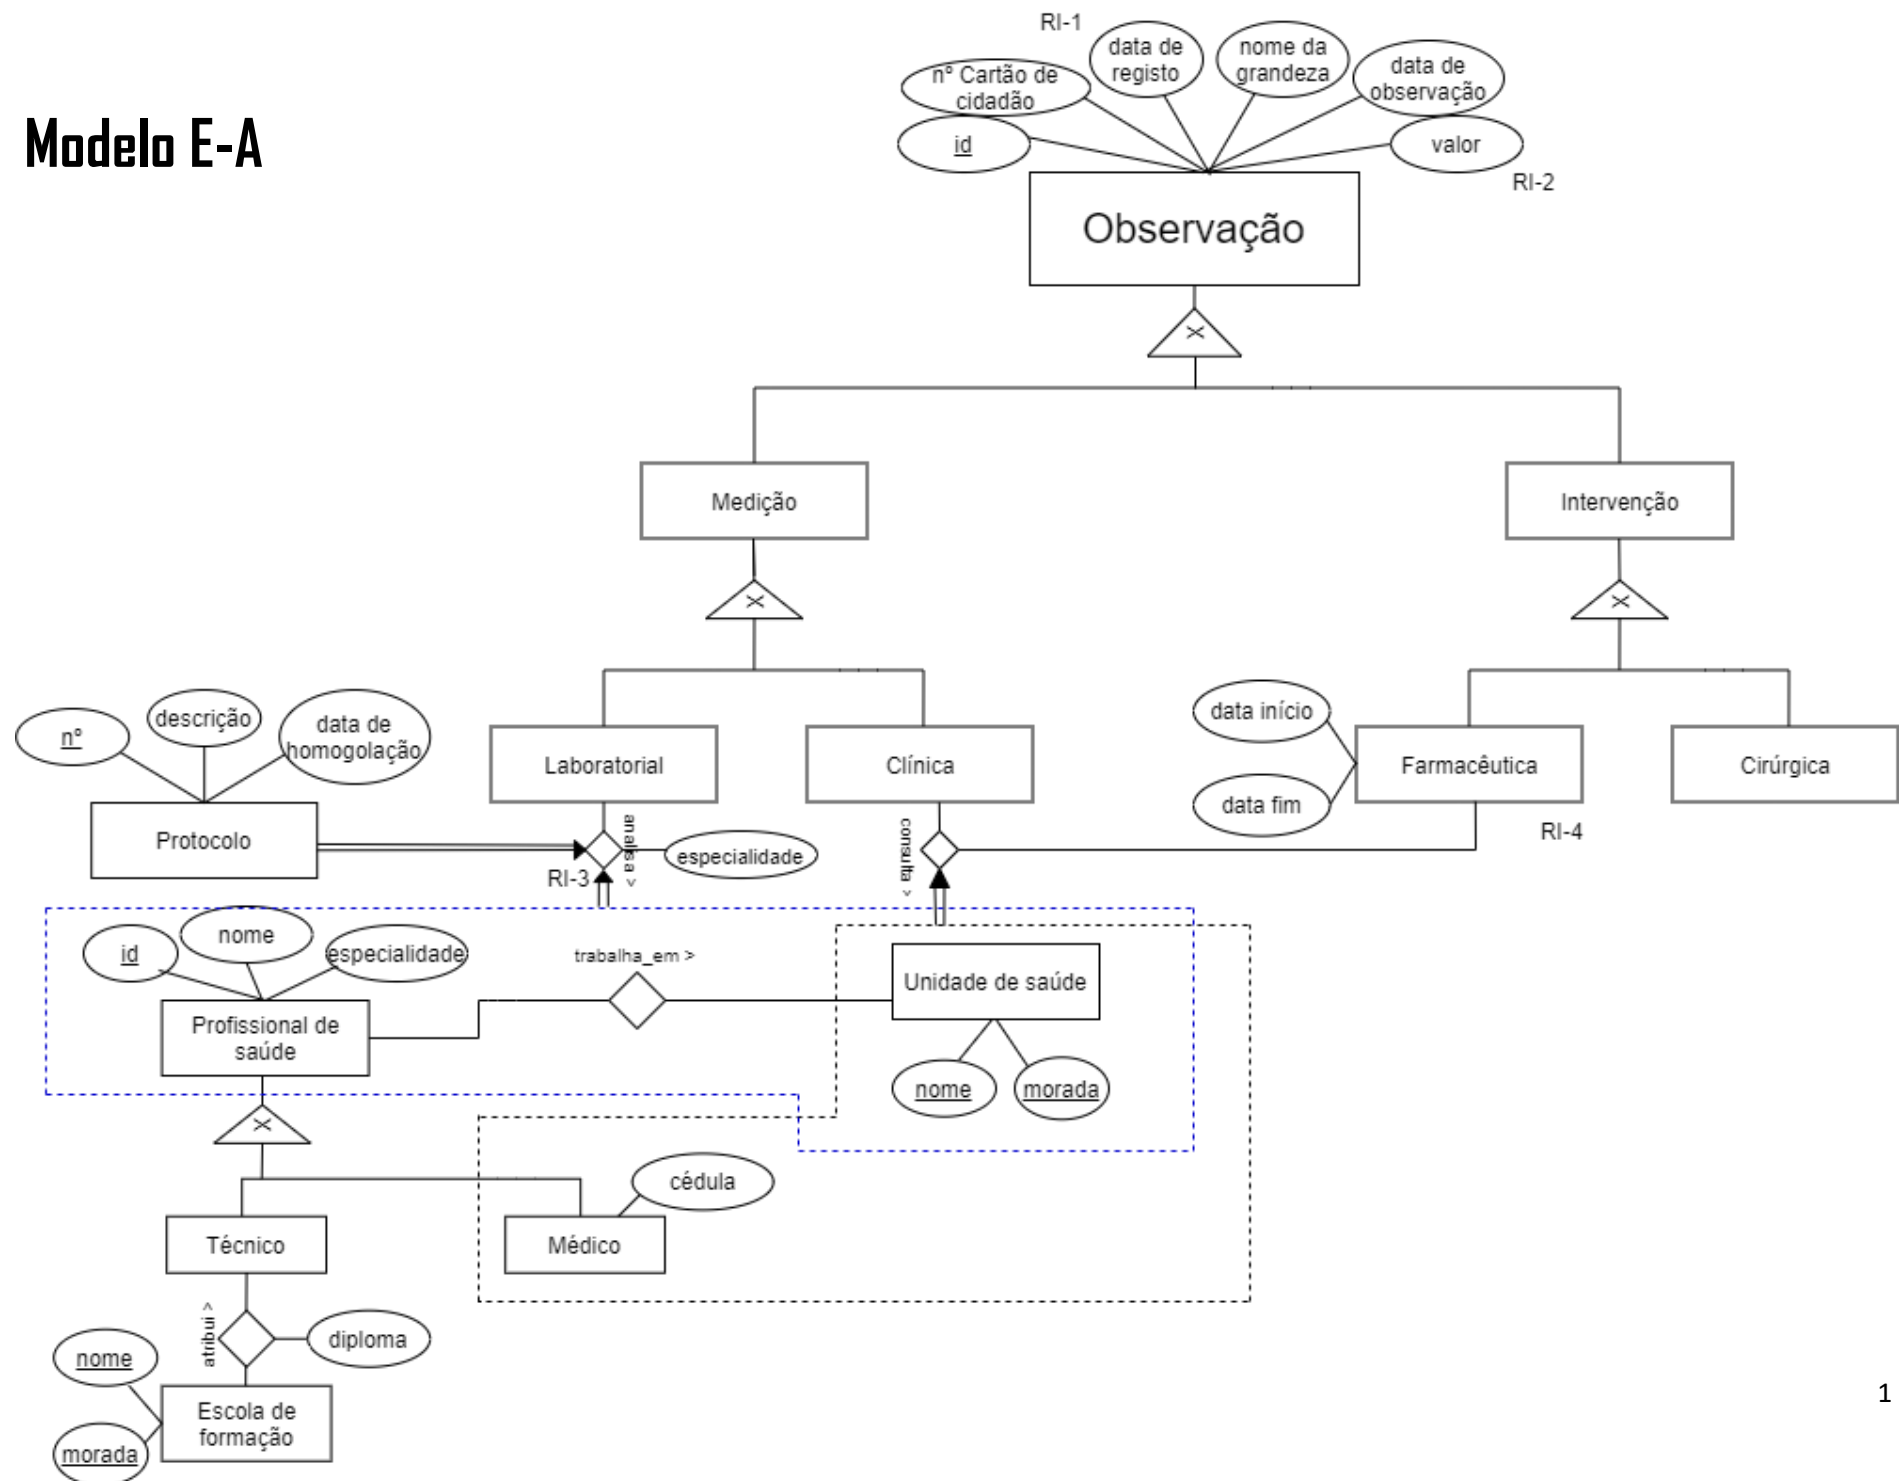 RI-1
data de
registo
nome da
grandeza
nº Cartão de
cidadão
data de
observação
Modelo E-A
id
valor
RI-2
Observação
X
Medição
Intervenção
X
X
nº
descrição
data de
homogolação
Laboratorial
Clínica
data início
data fim
Farmacêutica
Cirúrgica
RI-4
Protocolo
analisa >
especialidade
RI-3
consulta >
id
nome
especialidade
trabalha_em >
Profissional de
saúde
Unidade de saúde
nome
morada
X
cédula
Técnico
Médico
atribui >
diploma
nome
morada
Escola de
formação
1